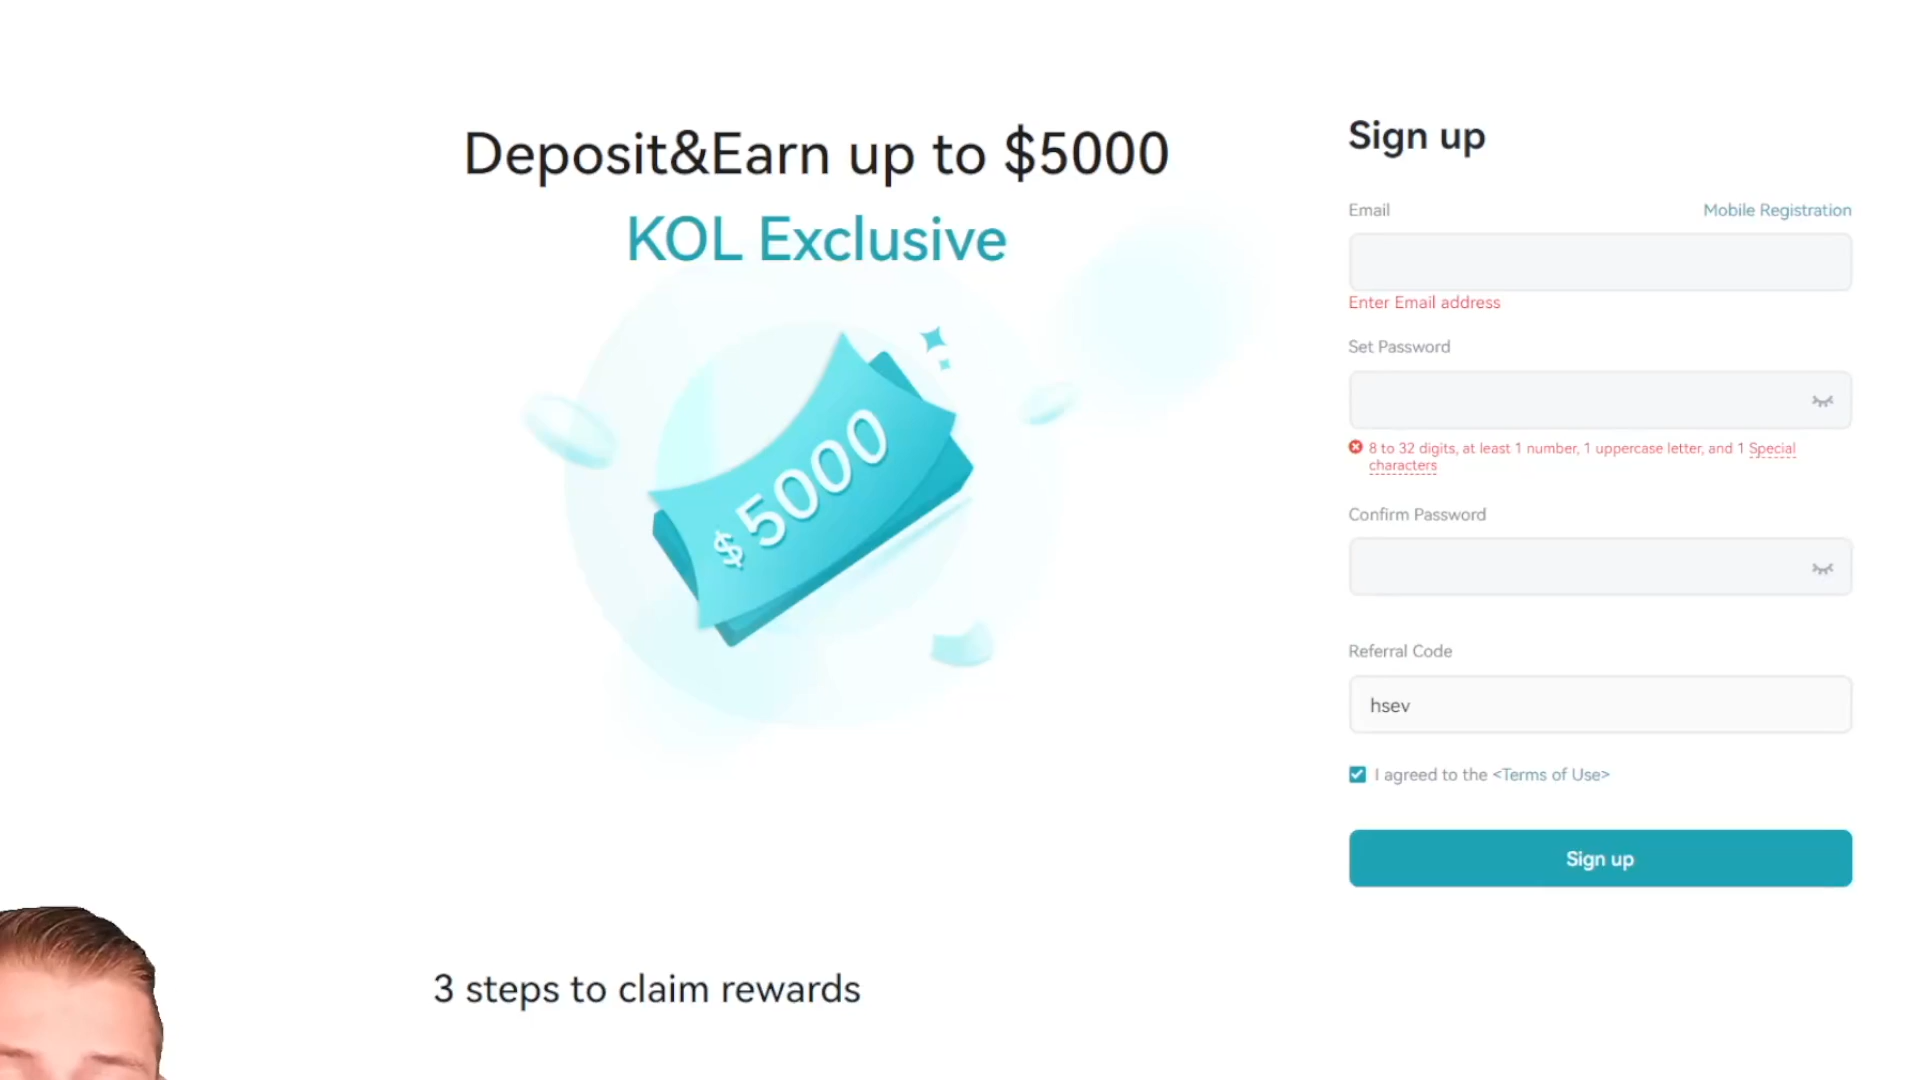 Deposit&Earn up to $5000
KOL Exclusive
$5000
Sign up
Email
Mobile Registration
Enter Email address
Set Password
8 to 32 digits, at least 1 number, 1 uppercase letter, and 1 Special
characters
Confirm Password
Referral Code
hsev
I agreed to the <Terms of Use>
Sign up
3 steps to claim rewards